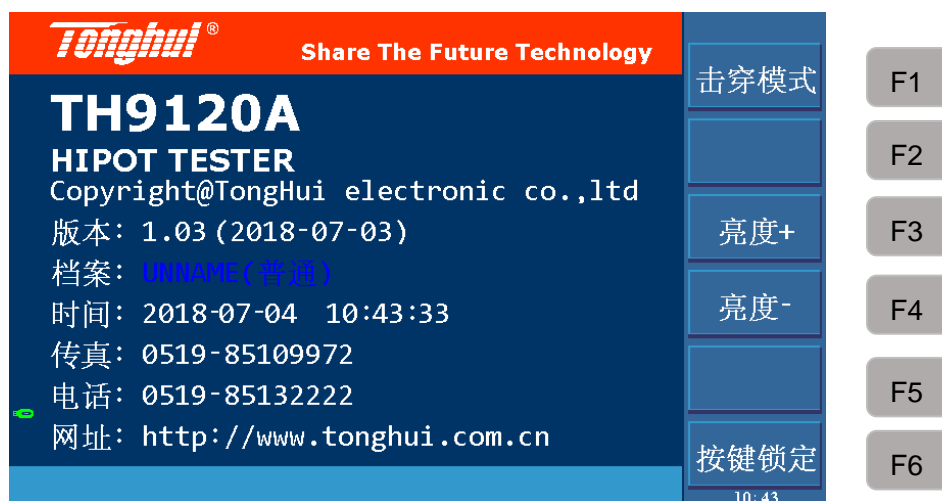 Tonghui®
Share The Future Technology
TH9120A
HIPOT TESTER
Copyright@TongHui electronic co.,ltd
版本：1.03(2018-07-03)
档案：UNNAME(普通)
时间：2018-07-04 10:43:33
传真：0519-85109972
电话：0519-85132222
网址：http://www.tonghui.com.cn
击穿模式
亮度+
亮度-
按键锁定
10:43
F1
F2
F3
F4
F5
F6